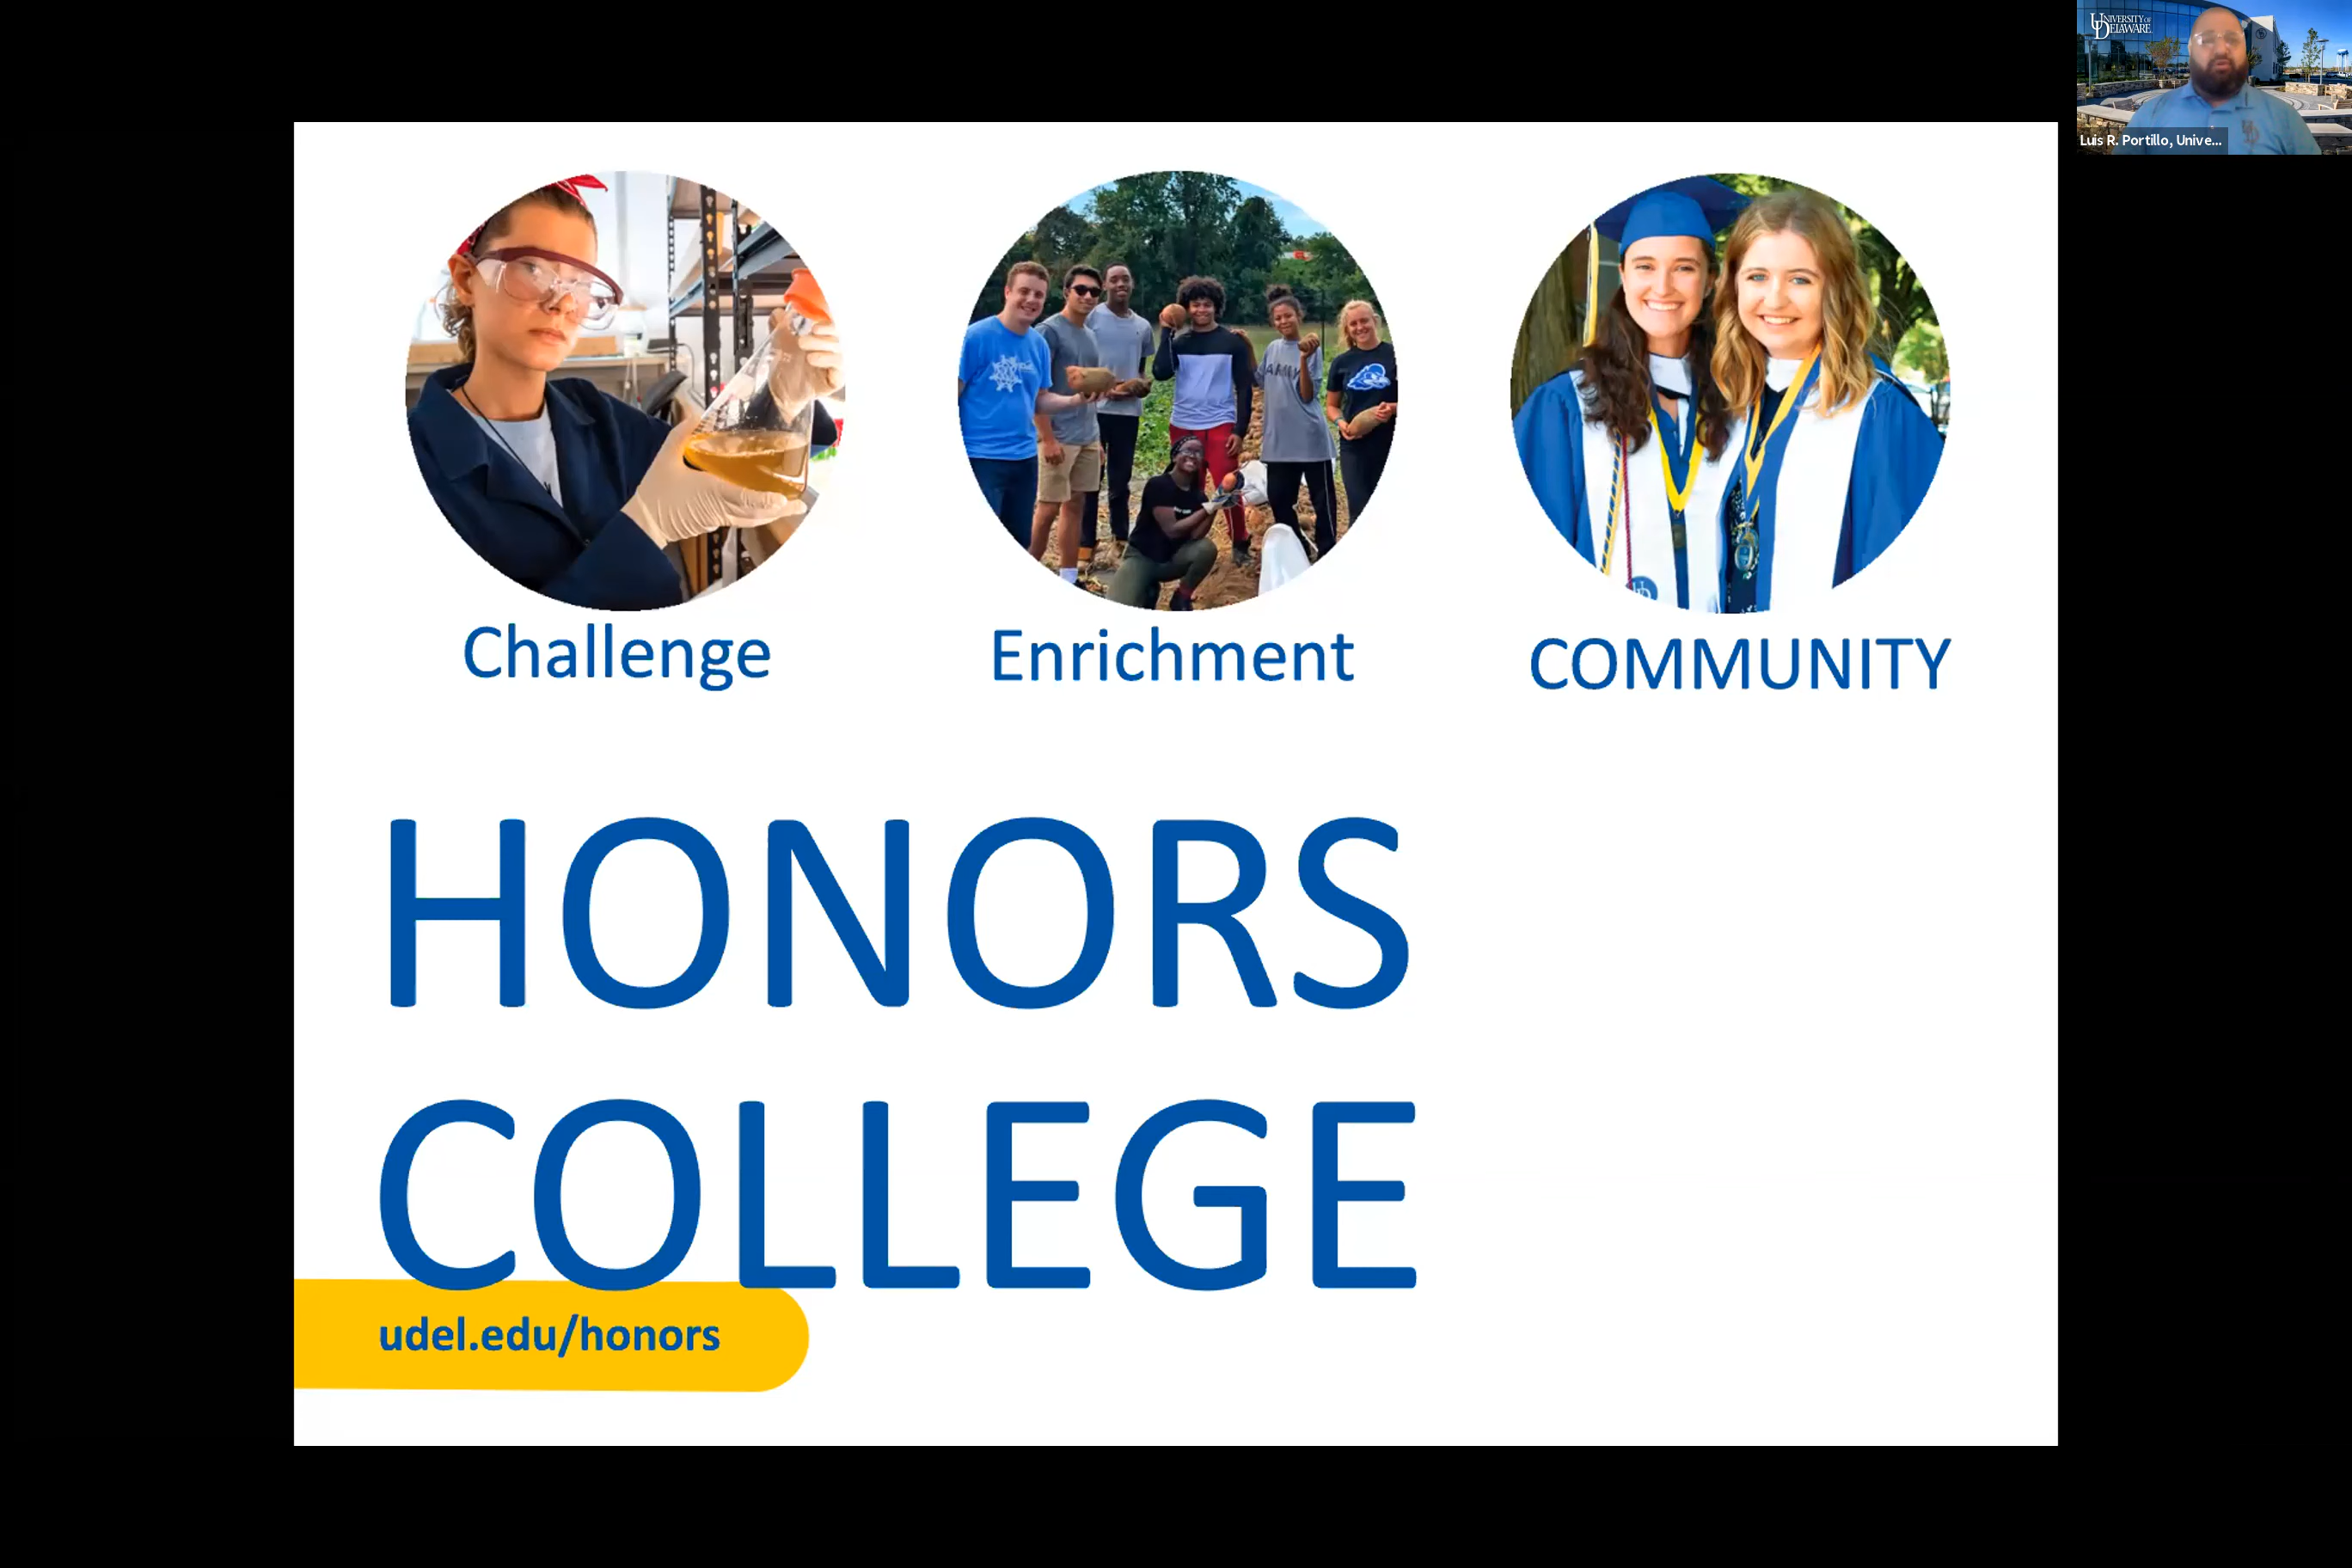 UNIVERSITY OF
DELAWARE
Luis R. Portillo, Unive...
Challenge
Enrichment
COMMUNITY
HONORS
COLLEGE
udel.edu/honors